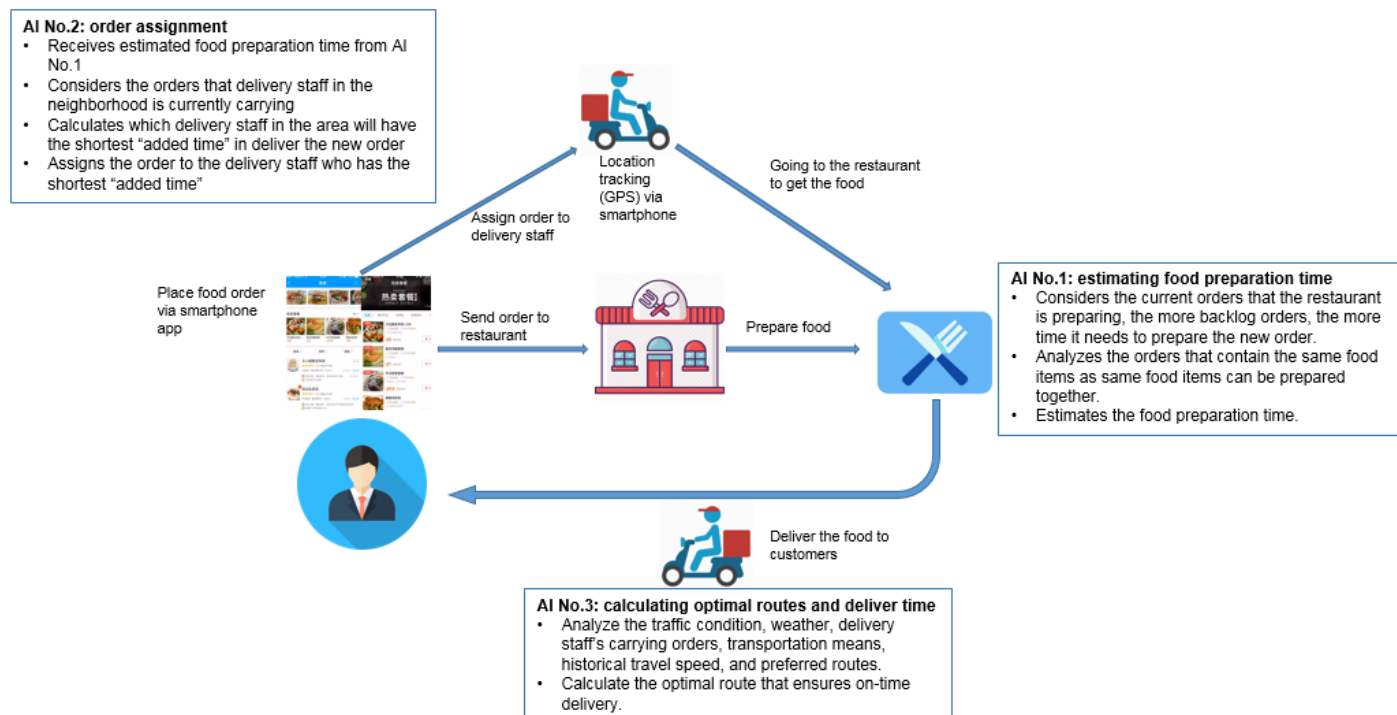 AI No.2: order assignment
• Receives estimated food preparation time from AI
No.1
• Considers the orders that delivery staff in the
neighborhood is currently carrying
• Calculates which delivery staff in the area will have
the shortest “added time” in deliver the new order
• Assigns the order to the delivery staff who has the
shortest “added time”
Location
tracking
(GPS) via
smartphone
Going to the restaurant
to get the food
Assign order to
delivery staff
Place food order
via smartphone
app
热卖套餐
Send order to
restaurant
Prepare food
AI No.1: estimating food preparation time
• Considers the current orders that the restaurant
is preparing, the more backlog orders, the more
time it needs to prepare the new order.
• Analyzes the orders that contain the same food
items as same food items can be prepared
together.
• Estimates the food preparation time.
Deliver the food to
customers
AI No.3: calculating optimal routes and deliver time
• Analyze the traffic condition, weather, delivery
staff’s carrying orders, transportation means,
historical travel speed, and preferred routes.
• Calculate the optimal route that ensures on-time
delivery.